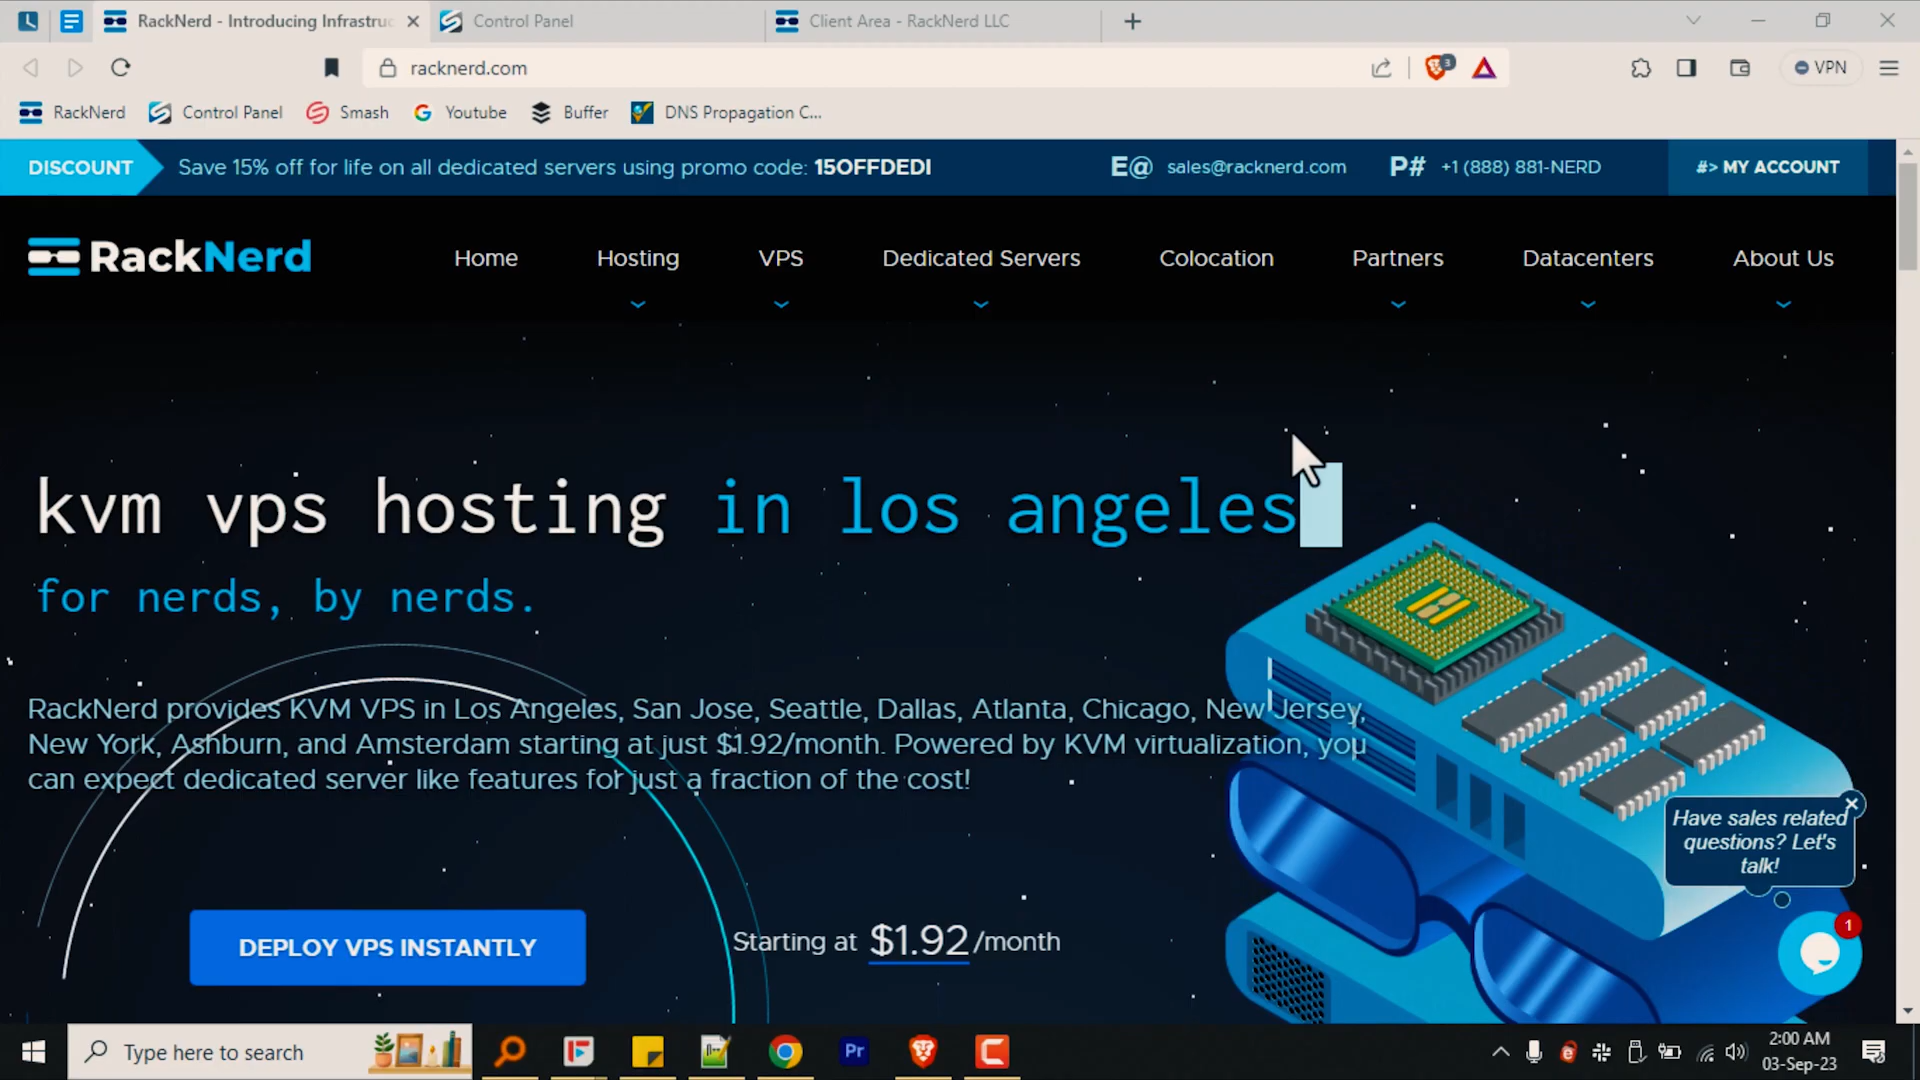 RackNerd - Introducing Infrastruc
Control Panel
Client Area - RackNerd LLC
racknerd.com
3
VPN
RackNerd
Control Panel
Smash
Youtube
Buffer
DNS Propagation C...
DISCOUNT
Save 15% off for life on all dedicated servers using promo code: 15OFFDEDI
E@ sales@racknerd.com
P# +1 (888) 881-NERD
#> MY ACCOUNT
RackNerd
Home
Hosting
VPS
Dedicated Servers
Colocation
Partners
Datacenters
About Us
kvm vps hosting in los angeles
for nerds, by nerds.
RackNerd provides KVM VPS in Los Angeles, San Jose, Seattle, Dallas, Atlanta, Chicago, New Jersey,
New York, Ashburn, and Amsterdam starting at just $1.92/month. Powered by KVM virtualization, you
can expect dedicated server like features for just a fraction of the cost!
Have sales related
questions? Let's
talk!
1
DEPLOY VPS INSTANTLY
Starting at $1.92/month
Type here to search
Pr
2:00 AM
03-Sep-23